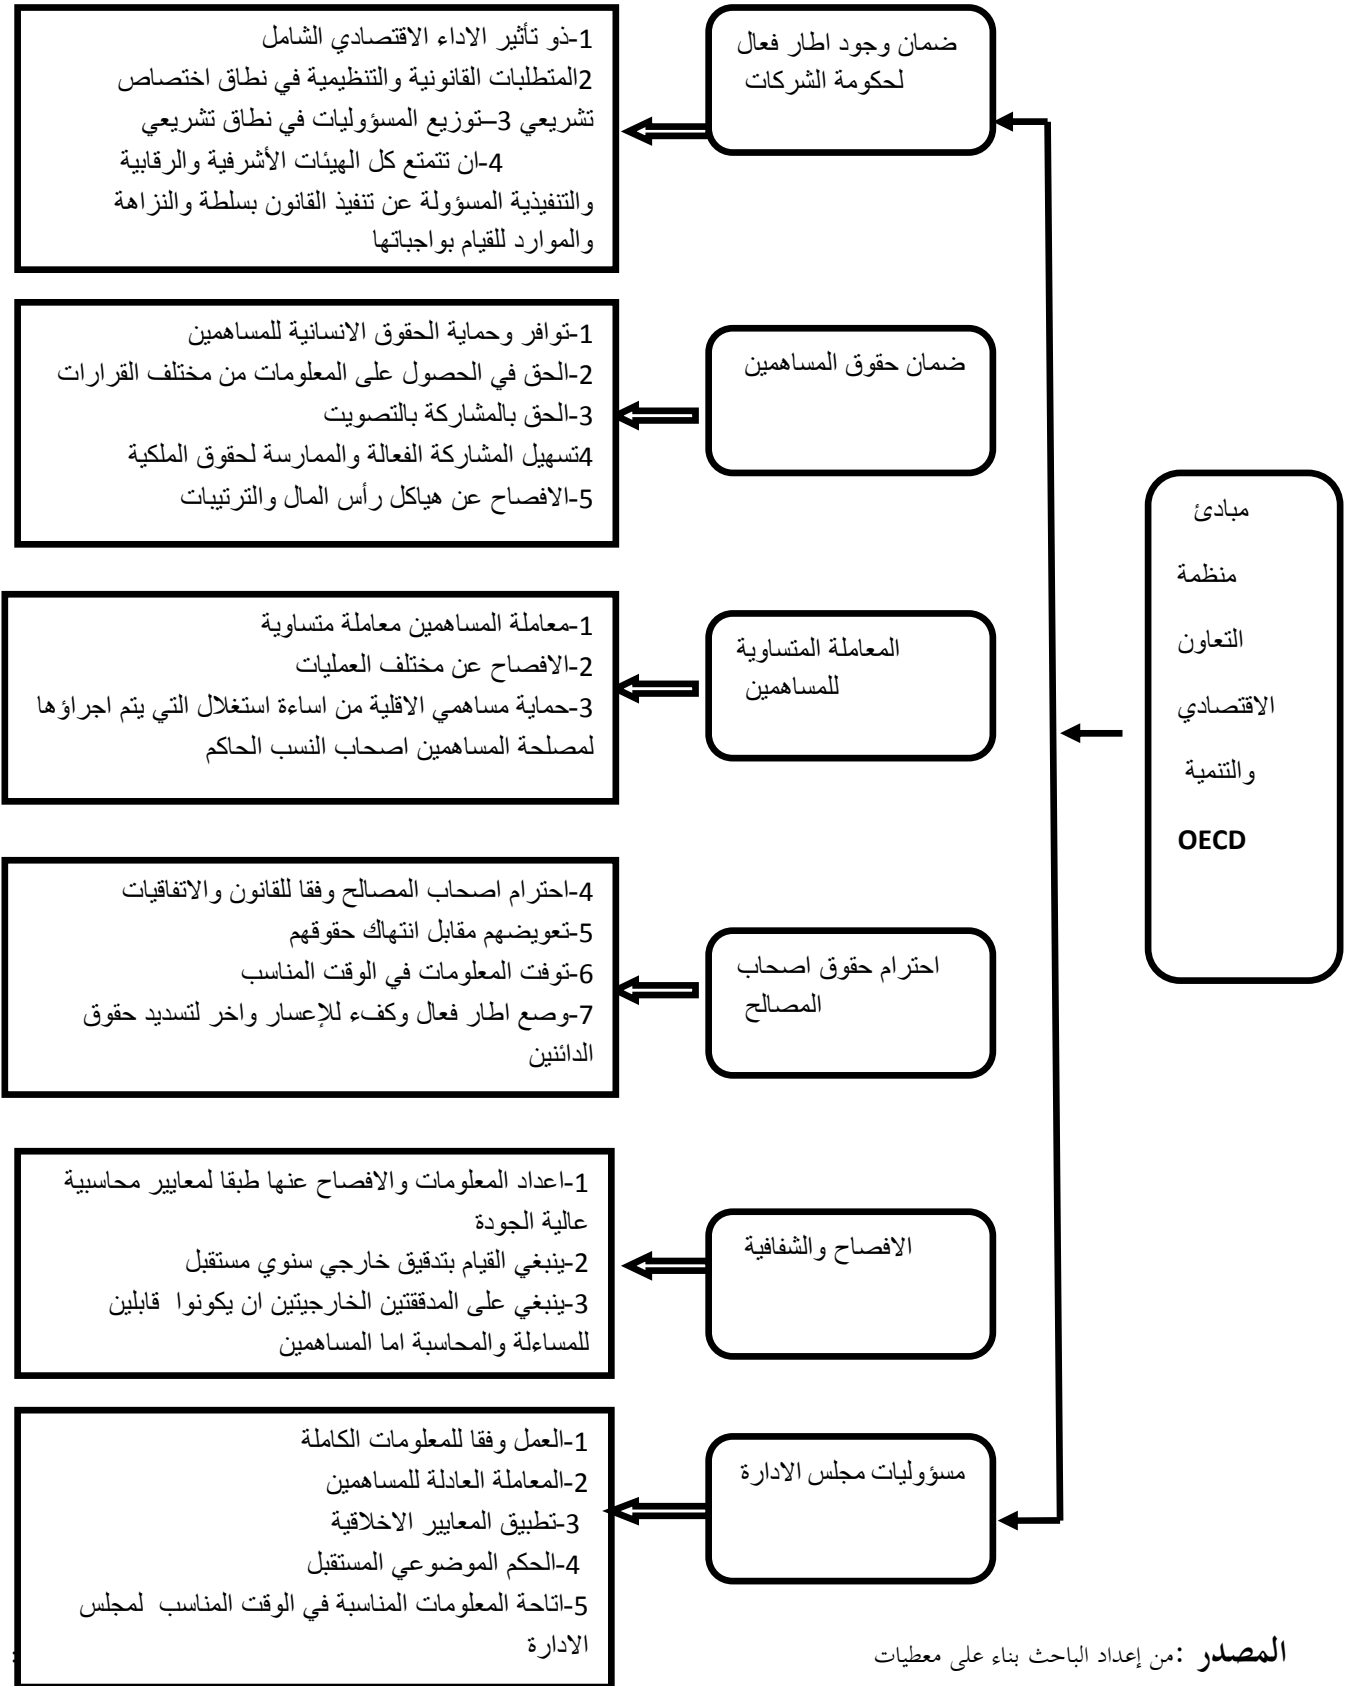 مبادئ
منظمة
التعاون
الاقتصادي
والتنمية
OECD
ضمان وجود اطار فعال
لحكومة الشركات
1-ذو تأثير الاداء الاقتصادي الشامل
2المتطلبات القانونية والتنظيمية في نطاق اختصاص
تشريعي 3–توزيع المسؤوليات في نطاق تشريعي
4-ان تتمتع كل الهيئات الأشرفية والرقابية
والتنفيذية المسؤولة عن تنفيذ القانون بسلطة والنزاهة
والموارد للقيام بواجباتها
ضمان حقوق المساهمين
1-توافر وحماية الحقوق الانسانية للمساهمين
2-الحق في الحصول على المعلومات من مختلف القرارات
3-الحق بالمشاركة بالتصويت
4تسهيل المشاركة الفعالة والممارسة لحقوق الملكية
5-الافصاح عن هياكل رأس المال والترتيبات
المعاملة المتساوية
للمساهمين
1-معاملة المساهمين معاملة متساوية
2-الافصاح عن مختلف العمليات
3-حماية مساهمي الاقلية من اساءة استغلال التي يتم اجراؤها
لمصلحة المساهمين اصحاب النسب الحاكم
احترام حقوق اصحاب
المصالح
4-احترام اصحاب المصالح وفقا للقانون والاتفاقيات
5-تعويضهم مقابل انتهاك حقوقهم
6-توفت المعلومات في الوقت المناسب
7-وصع اطار فعال وكفء للإعسار واخر لتسديد حقوق
الدائنين
الافصاح والشفافية
1-اعداد المعلومات والافصاح عنها طبقا لمعايير محاسبية
عالية الجودة
2-ينبغي القيام بتدقيق خارجي سنوي مستقبل
3-ينبغي على المدققتين الخارجيتين ان يكونوا قابلين
للمساءلة والمحاسبة اما المساهمين
مسؤوليات مجلس الادارة
1-العمل وفقا للمعلومات الكاملة
2-المعاملة العادلة للمساهمين
3-تطبيق المعايير الاخلاقية
4-الحكم الموضوعي المستقبل
5-اتاحة المعلومات المناسبة في الوقت المناسب لمجلس
الادارة
المصدر :من إعداد الباحث بناء على معطيات